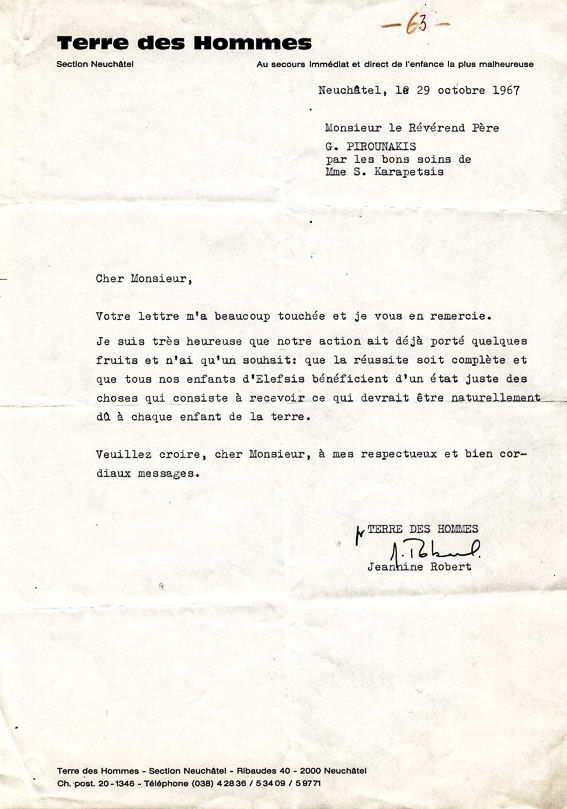 - 63 -
Terre des Hommes
Section Neuchâtel Au secours immédiat et direct de l'enfance la plus malheureuse
Neuchâtel, le 29 octobre 1967
Monsieur le Révérend Père
G. PIROUNAKIS
par les bons soins de
Mme S. Karapetsis
Cher Monsieur,
Votre lettre m'a beaucoup touchée et je vous en remercie.
Je suis très heureuse que notre action ait déjà porté quelques
fruits et n'ai qu'un souhait: que la réussite soit complète et
que tous nos enfants d'Elefsis bénéficient d'un état juste des
choses qui consiste à recevoir ce qui devrait être naturellement
dû à chaque enfant de la terre.
Veuillez croire, cher Monsieur, à mes respectueux et bien cor-
diaux messages.
pr TERRE DES HOMMES
J. Robert.
Jeannine Robert
Terre des Hommes - Section Neuchâtel - Ribaudes 40 - 2000 Neuchâtel
Ch. post. 20-1346 - Téléphone (038) 4 28 36 / 5 34 09 / 5 97 71